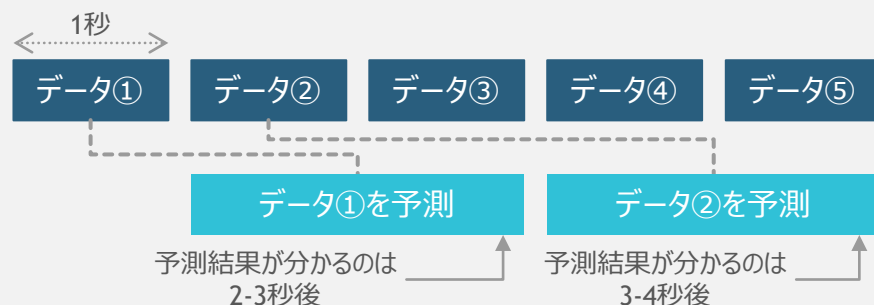 1秒
データ①
データ②
データ③
データ④
データ⑤
データ①を予測
データ②を予測
予測結果が分かるのは
2-3秒後
予測結果が分かるのは
3-4秒後